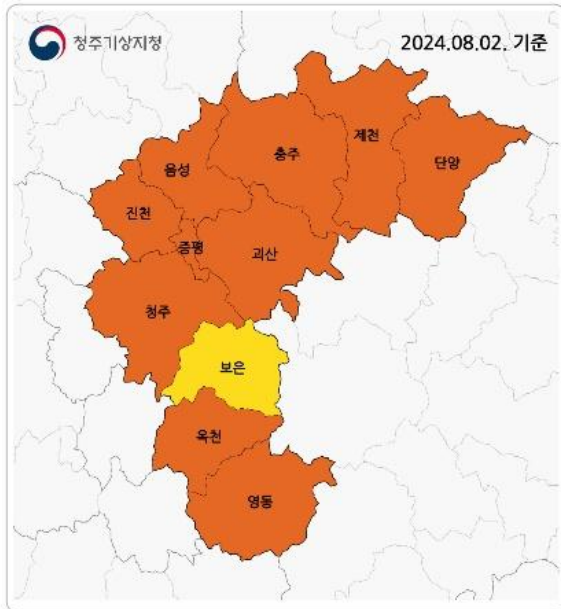 청주기상지청
2024.08.02. 기준
제천
충주
단양
음성
진천
증평
괴산
청주
보은
옥천
영동